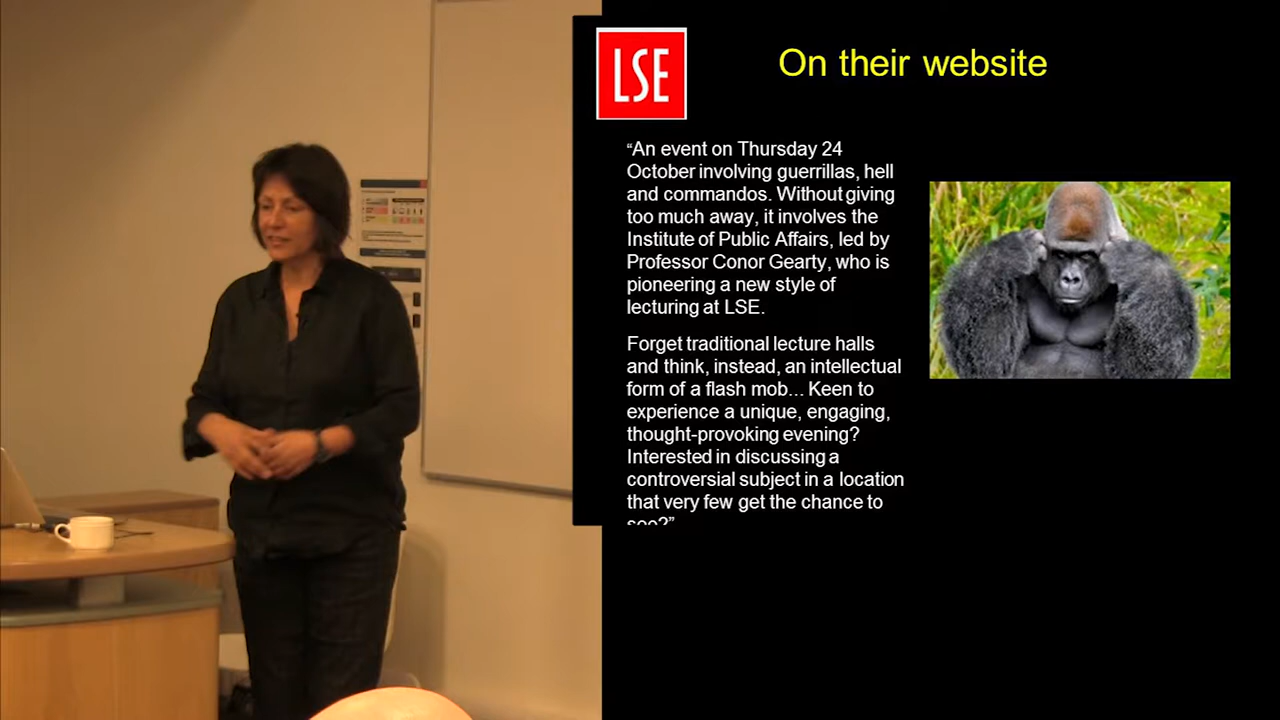 LSE
On their website
“An event on Thursday 24
October involving guerrillas, hell
and commandos. Without giving
too much away, it involves the
Institute of Public Affairs, led by
Professor Conor Gearty, who is
pioneering a new style of
lecturing at LSE.
Forget traditional lecture halls
and think, instead, an intellectual
form of a flash mob... Keen to
experience a unique, engaging,
thought-provoking evening?
Interested in discussing a
controversial subject in a location
that very few get the chance to
see?”